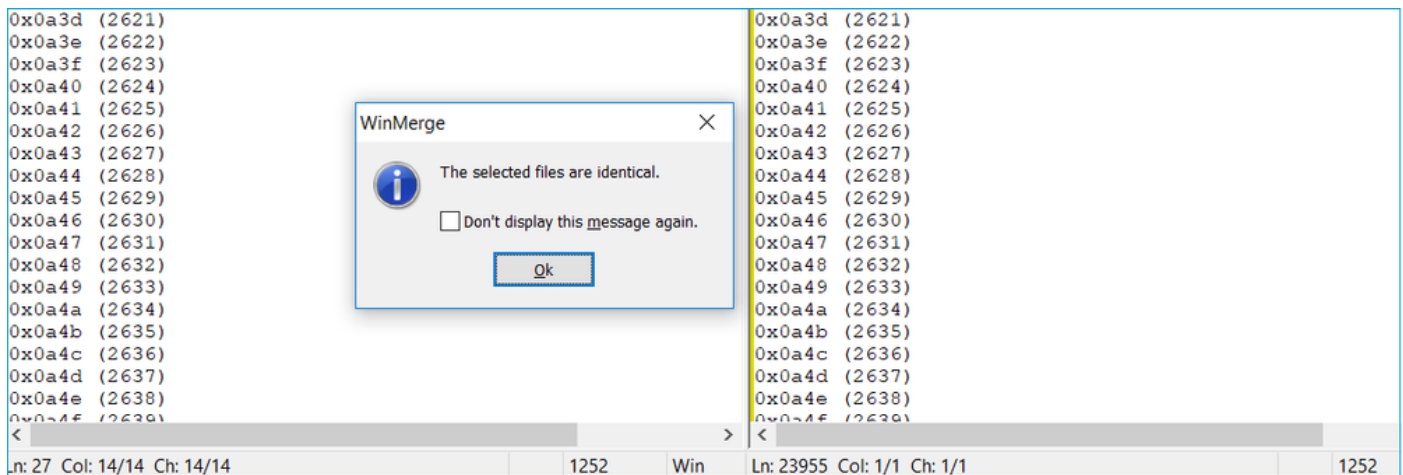 0x0a3d (2621)
0x0a3e (2622)
0x0a3f (2623)
0x0a40 (2624)
0x0a41 (2625)
0x0a42 (2626)
0x0a43 (2627)
0x0a44 (2628)
0x0a45 (2629)
0x0a46 (2630)
0x0a47 (2631)
0x0a48 (2632)
0x0a49 (2633)
0x0a4a (2634)
0x0a4b (2635)
0x0a4c (2636)
0x0a4d (2637)
0x0a4e (2638)
0x0a4f (2639)
Ln: 27 Col: 14/14 Ch: 14/14 1252 Win
WinMerge
The selected files are identical.
Don't display this message again.
Ok
0x0a3d (2621)
0x0a3e (2622)
0x0a3f (2623)
0x0a40 (2624)
0x0a41 (2625)
0x0a42 (2626)
0x0a43 (2627)
0x0a44 (2628)
0x0a45 (2629)
0x0a46 (2630)
0x0a47 (2631)
0x0a48 (2632)
0x0a49 (2633)
0x0a4a (2634)
0x0a4b (2635)
0x0a4c (2636)
0x0a4d (2637)
0x0a4e (2638)
0x0a4f (2639)
Ln: 23955 Col: 1/1 Ch: 1/1 1252